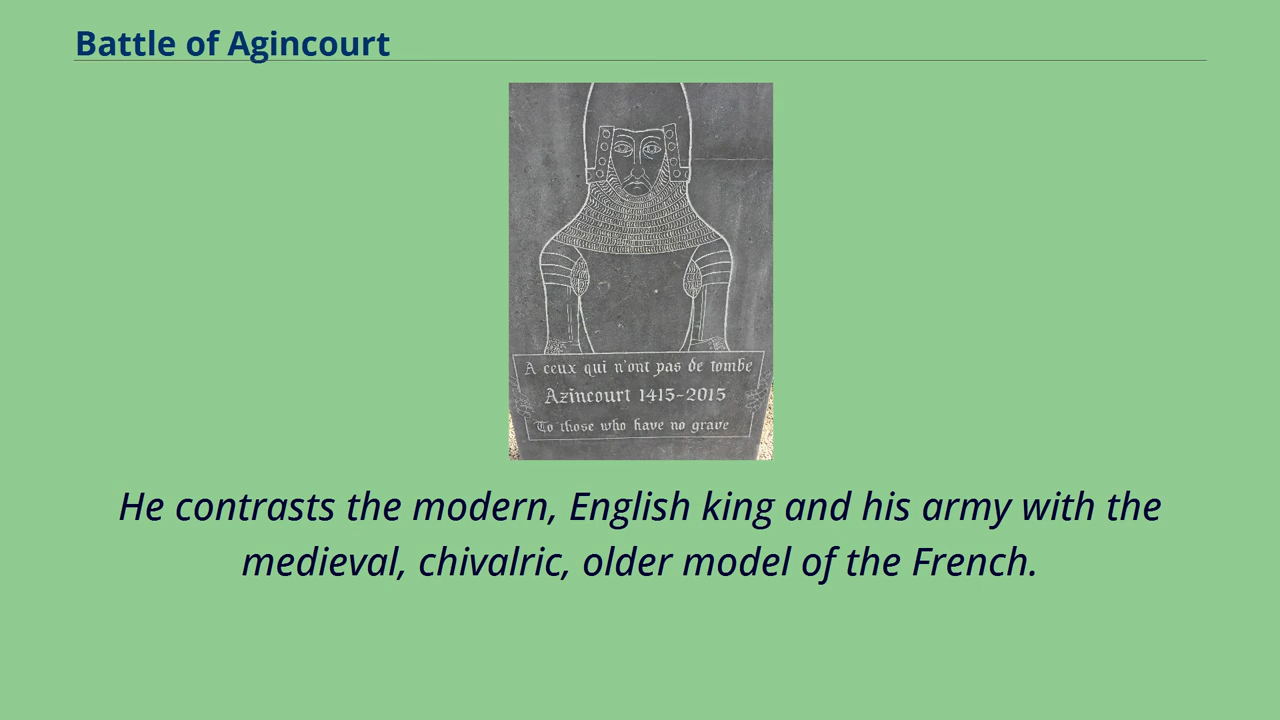 Battle of Agincourt
A ceux qui n'ont pas de tombe
Azincourt 1415-2015
To those who have no grave
He contrasts the modern, English king and his army with the
medieval, chivalric, older model of the French.